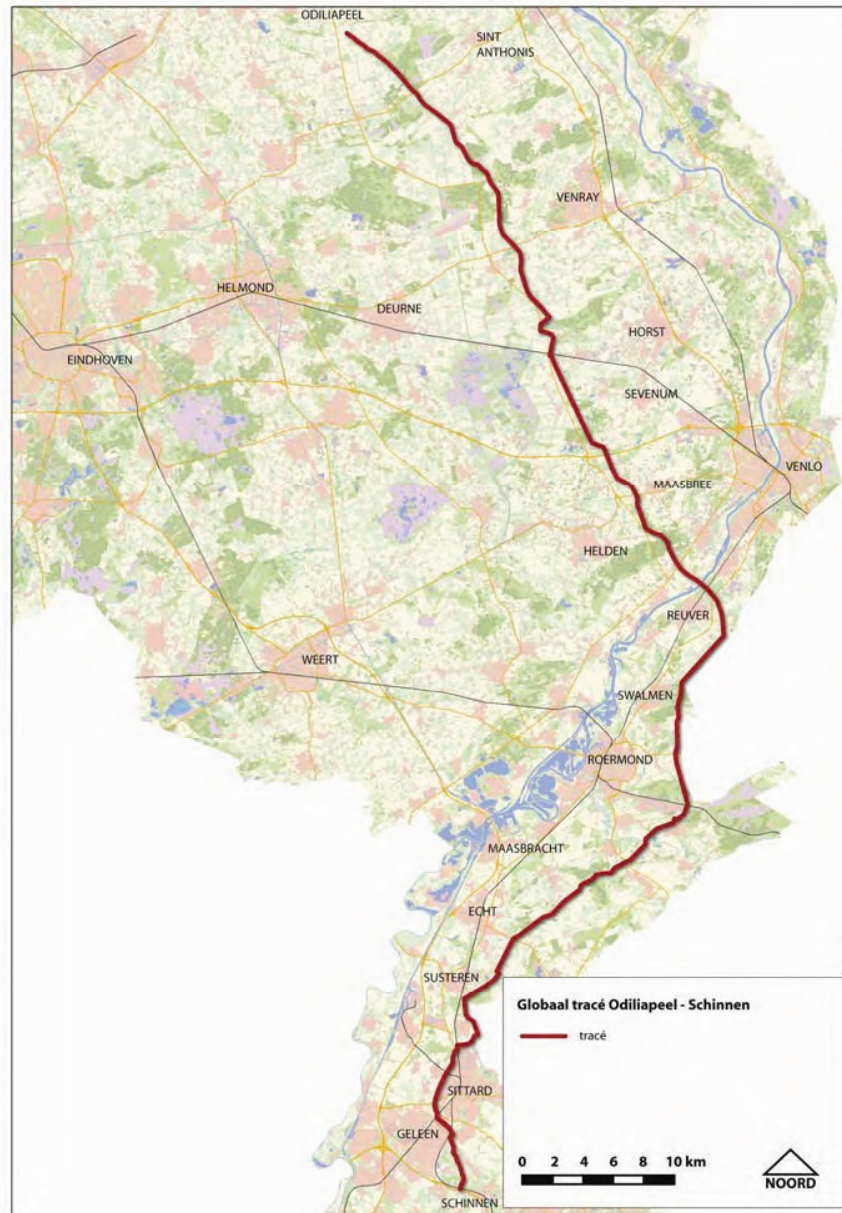 ODILIAPEEL
SINT
ANTHONIS
VENRAY
HELMOND
DEURNE
HORST
EINDHOVEN
SEVENUM
VENLO
MAASBREE
HELDEN
REUVER
WEERT
SWALMEN
ROERMOND
MAASBRACHT
ECHT
SUSTEREN
SITTARD
GELEEN
SCHINNEN
Globaal tracé Odiliapeel - Schinnen
tracé
0 2 4 6 8 10 km
NOORD